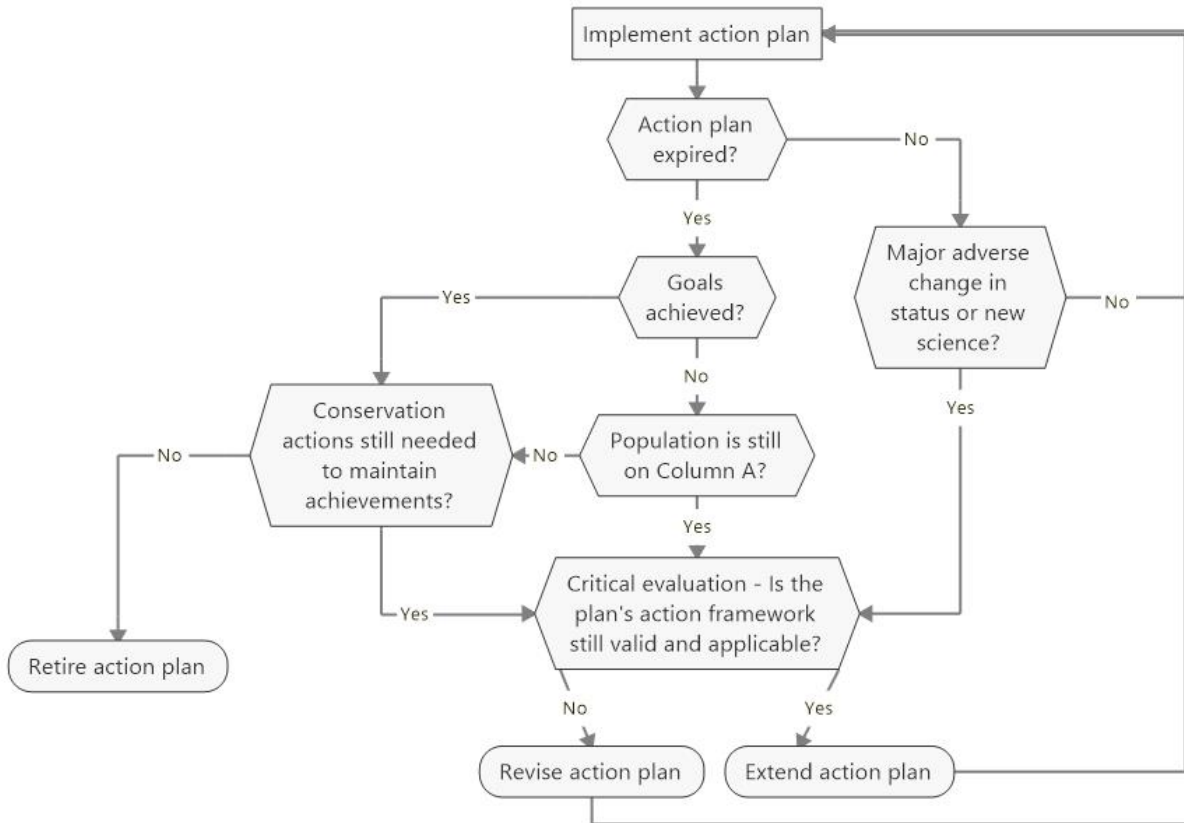 Implement action plan
Action plan
expired?
No
Yes
Major adverse
change in
status or new
science?
Goals
achieved?
Yes
No
No
Yes
Conservation
actions still needed
to maintain
achievements?
Population is still
on Column A?
No
No
Yes
Critical evaluation - Is the
plan's action framework
still valid and applicable?
Yes
Retire action plan
No
Yes
Revise action plan
Extend action plan